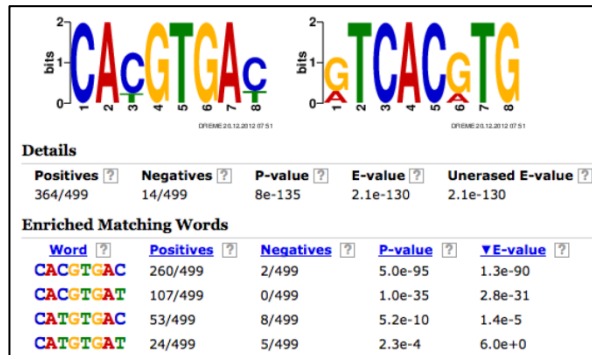 2 2
bits bits
1 1
CACGTGAC GTCACGTG
T T A A
0 0
1 2 3 4 5 6 7 8 1 2 3 4 5 6 7 8
DREME 20.12.2012 07:51 DREME 20.12.2012 07:51
Details
Positives ? Negatives ? P-value ? E-value ? Unerased E-value ?
364/499 14/499 8e-135 2.1e-130 2.1e-130
Enriched Matching Words
Word ? Positives ? Negatives ? P-value ? ▼E-value ?
CACGTGAC 260/499 2/499 5.0e-95 1.3e-90
CACGTGAT 107/499 0/499 1.0e-35 2.8e-31
CATGTGAC 53/499 8/499 5.2e-10 1.4e-5
CATGTGAT 24/499 5/499 2.3e-4 6.0e+0